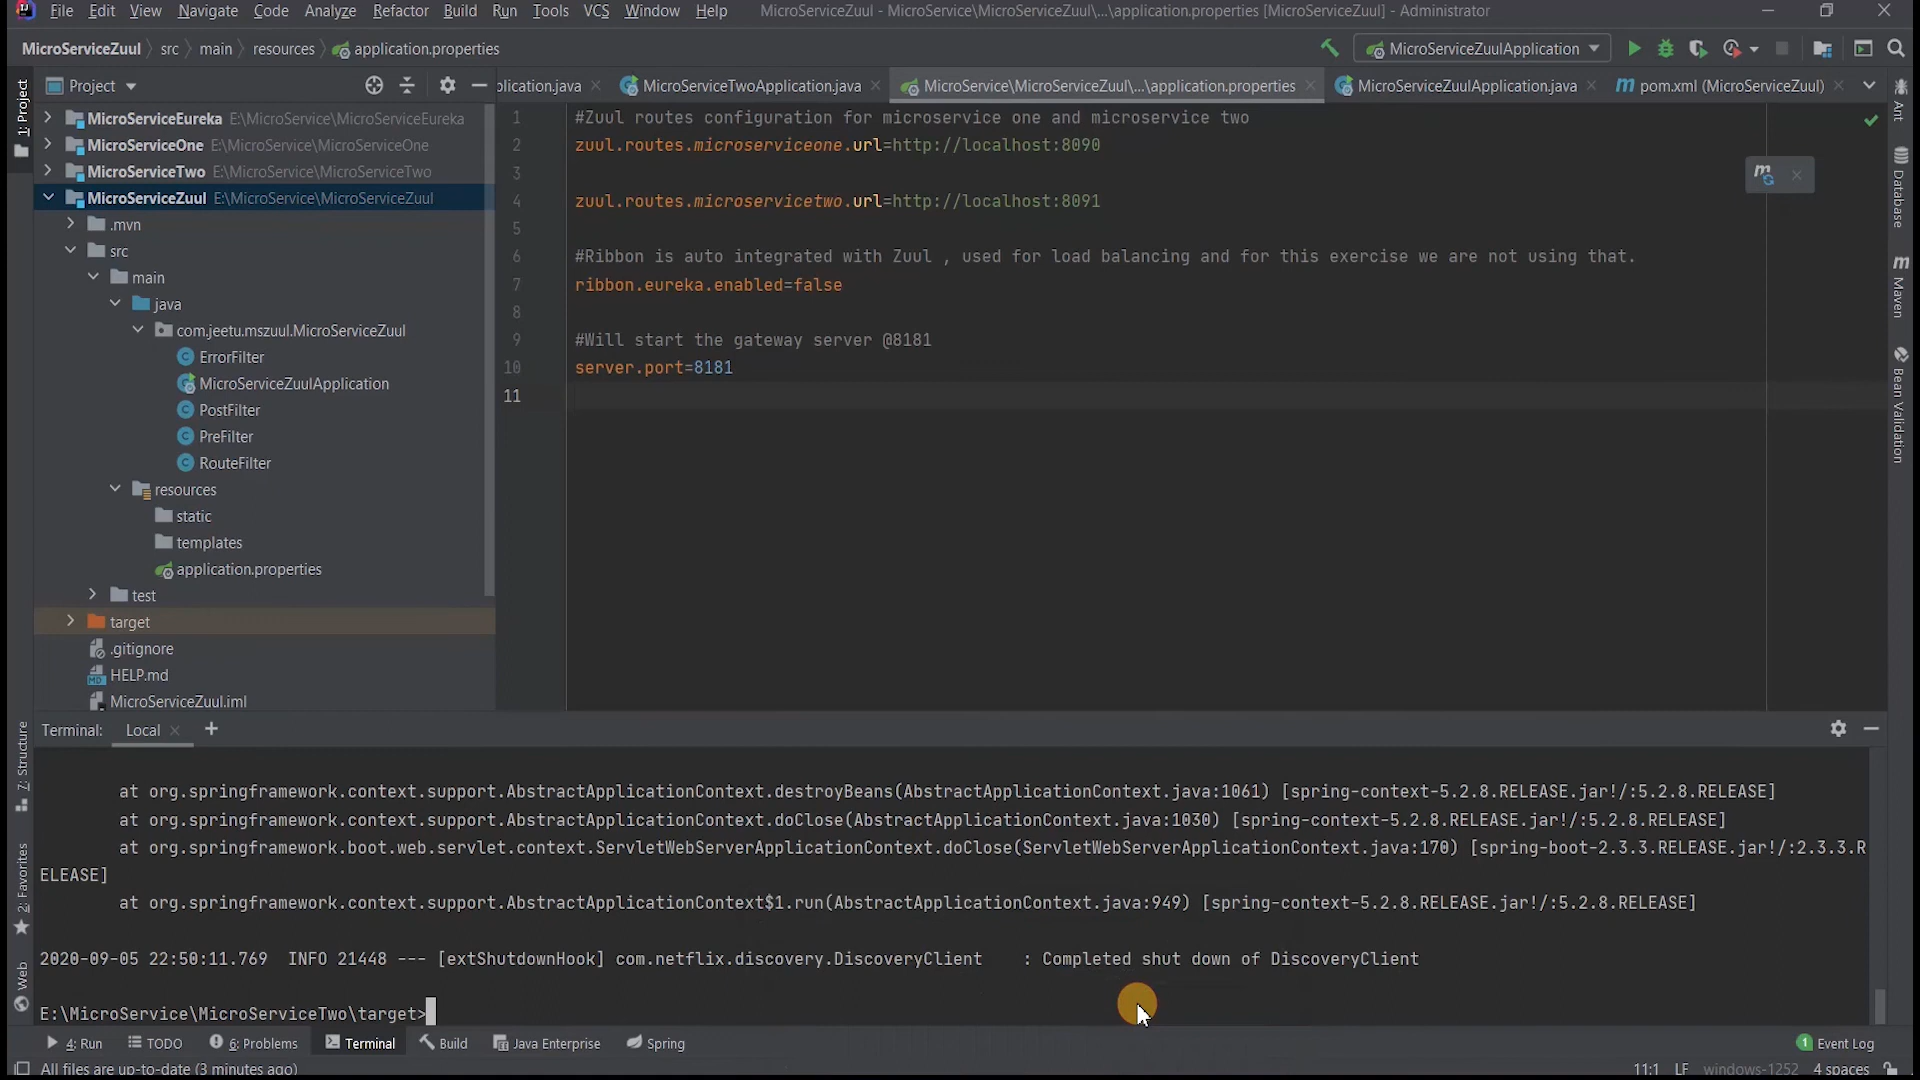 File Edit View Navigate Code Analyze Refactor Build Run Tools VCS Window Help MicroServiceZuul - MicroService\MicroServiceZuul\...\application.properties [MicroServiceZuul] - Administrator
MicroServiceZuul src main resources application.properties MicroServiceZuulApplication
Project plication.java MicroServiceTwoApplication.java MicroService\MicroServiceZuul\...\application.properties MicroServiceZuulApplication.java pom.xml (MicroServiceZuul)
1: Project
MicroServiceEureka E:\MicroService\MicroServiceEureka
MicroServiceOne E:\MicroService\MicroServiceOne
MicroServiceTwo E:\MicroService\MicroServiceTwo
MicroServiceZuul E:\MicroService\MicroServiceZuul
.mvn
src
main
java
com.jeetu.mszuul.MicroServiceZuul
ErrorFilter
MicroServiceZuulApplication
PostFilter
PreFilter
RouteFilter
resources
static
templates
application.properties
test
target
.gitignore
HELP.md
MicroServiceZuul.iml
1 #Zuul routes configuration for microservice one and microservice two
2 zuul.routes.microserviceone.url=http://localhost:8090
3
4 zuul.routes.microservicetwo.url=http://localhost:8091
5
6 #Ribbon is auto integrated with Zuul , used for load balancing and for this exercise we are not using that.
7 ribbon.eureka.enabled=false
8
9 #Will start the gateway server @8181
10 server.port=8181
11
m
Ant
Database
m Maven
Bean Validation
7: Structure
2: Favorites
Web
Terminal: Local +
at org.springframework.context.support.AbstractApplicationContext.destroyBeans(AbstractApplicationContext.java:1061) [spring-context-5.2.8.RELEASE.jar!/:5.2.8.RELEASE]
at org.springframework.context.support.AbstractApplicationContext.doClose(AbstractApplicationContext.java:1030) [spring-context-5.2.8.RELEASE.jar!/:5.2.8.RELEASE]
at org.springframework.boot.web.servlet.context.ServletWebServerApplicationContext.doClose(ServletWebServerApplicationContext.java:170) [spring-boot-2.3.3.RELEASE.jar!/:2.3.3.R
ELEASE]
at org.springframework.context.support.AbstractApplicationContext$1.run(AbstractApplicationContext.java:949) [spring-context-5.2.8.RELEASE.jar!/:5.2.8.RELEASE]
2020-09-05 22:50:11.769 INFO 21448 --- [extShutdownHook] com.netflix.discovery.DiscoveryClient : Completed shut down of DiscoveryClient
E:\MicroService\MicroServiceTwo\target>
4: Run TODO 6: Problems Terminal Build Java Enterprise Spring 1 Event Log
All files are up-to-date (3 minutes ago) 11:1 LF windows-1252 4 spaces